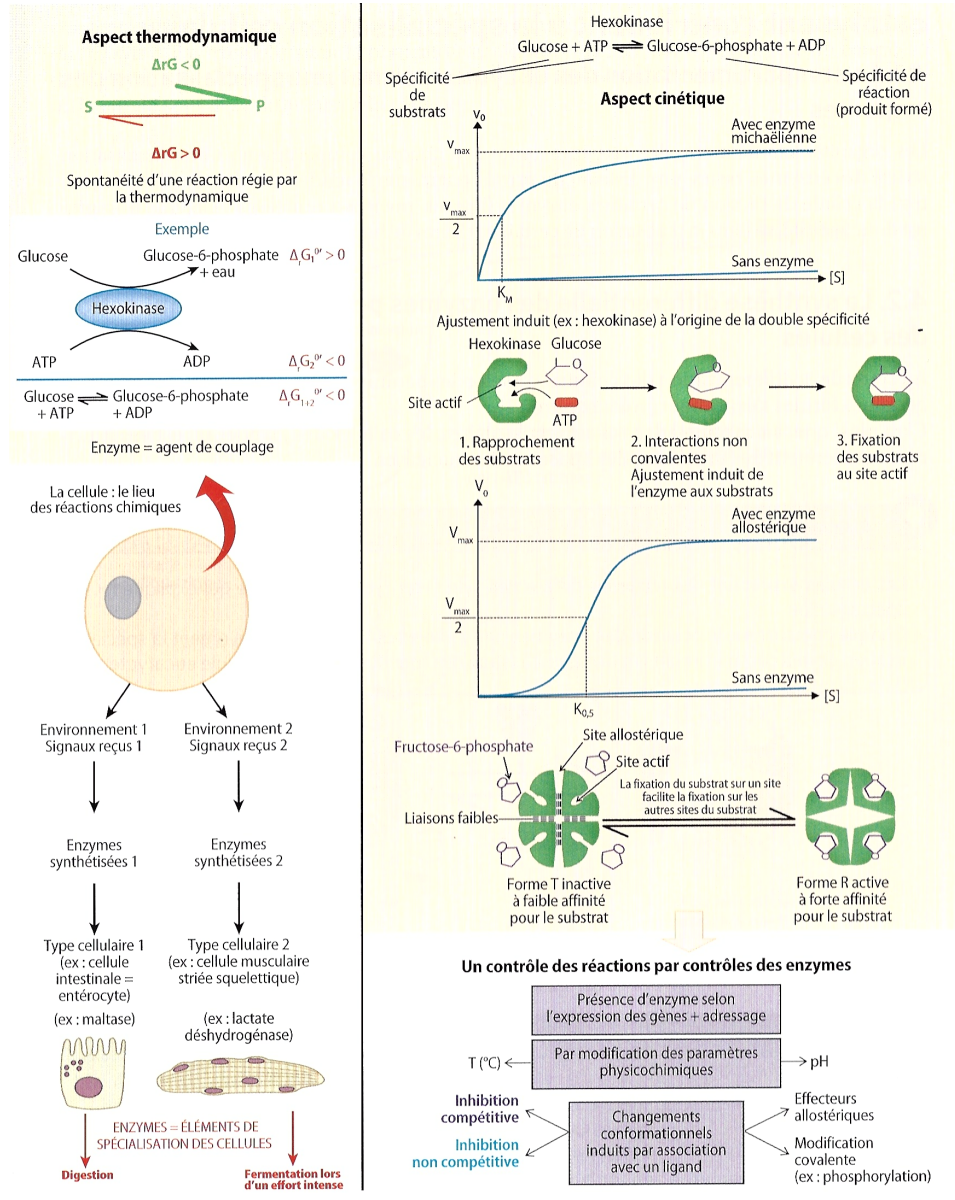 Aspect thermodynamique
ΔrG < 0
S
P
ΔrG > 0
Spontanéité d'une réaction régie par
la thermodynamique
Exemple
Glucose
Glucose-6-phosphate
+ eau
ΔrG₁⁰' > 0
Hexokinase
ATP
ADP
ΔrG₂⁰' < 0
Glucose
+ ATP
Glucose-6-phosphate
+ ADP
ΔrG₁₊₂⁰' < 0
Enzyme = agent de couplage
La cellule : le lieu
des réactions chimiques
Environnement 1
Signaux reçus 1
Environnement 2
Signaux reçus 2
Enzymes
synthétisées 1
Enzymes
synthétisées 2
Type cellulaire 1
(ex : cellule
intestinale =
entérocyte)
(ex : maltase)
Type cellulaire 2
(ex : cellule musculaire
striée squelettique)
(ex : lactate
déshydrogénase)
ENZYMES = ÉLÉMENTS DE
SPÉCIALISATION DES CELLULES
Digestion
Fermentation lors
d'un effort intense
Hexokinase
Glucose + ATP ⇌ Glucose-6-phosphate + ADP
Spécificité
de
substrats
Spécificité de
réaction
(produit formé)
Aspect cinétique
V₀
Vmax
Avec enzyme
michaëlienne
Vmax
2
Sans enzyme
[S]
KM
Ajustement induit (ex : hexokinase) à l'origine de la double spécificité
Hexokinase
Glucose
Site actif
ATP
1. Rapprochement
des substrats
2. Interactions non
convalentes
Ajustement induit de
l'enzyme aux substrats
3. Fixation
des substrats
au site actif
V₀
Vmax
Avec enzyme
allostérique
Vmax
2
Sans enzyme
[S]
K0,5
Fructose-6-phosphate
Site allostérique
Site actif
Liaisons faibles
La fixation du substrat sur un site
facilite la fixation sur les
autres sites du substrat
Forme T inactive
à faible affinité
pour le substrat
Forme R active
à forte affinité
pour le substrat
Un contrôle des réactions par contrôles des enzymes
Présence d'enzyme selon
l'expression des gènes + adressage
T (°C)
Par modification des paramètres
physicochimiques
pH
Inhibition
compétitive
Inhibition
non compétitive
Changements
conformationnels
induits par association
avec un ligand
Effecteurs
allostériques
Modification
covalente
(ex : phosphorylation)